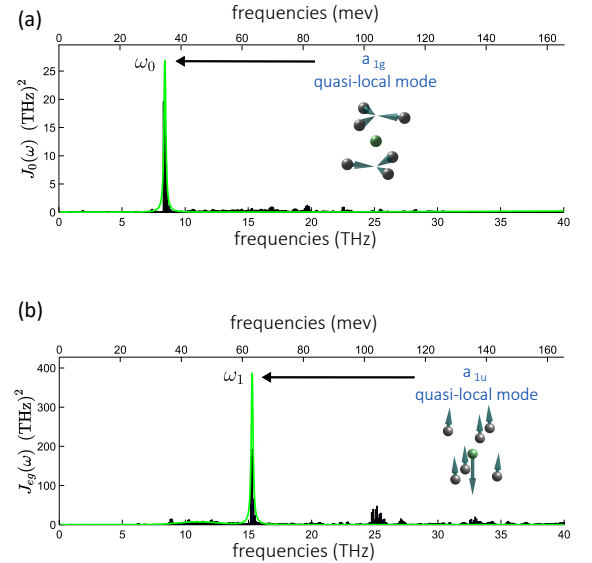 (a)
frequencies (mev)
0 20 40 60 80 100 120 140 160
ω₀
a 1g
quasi-local mode
J₀(ω) (THz)²
25
20
15
10
5
0
0 5 10 15 20 25 30 35 40
frequencies (THz)
(b)
frequencies (mev)
0 20 40 60 80 100 120 140 160
ω₁
a 1u
quasi-local mode
J_eg(ω) (THz)²
400
300
200
100
0
0 5 10 15 20 25 30 35 40
frequencies (THz)